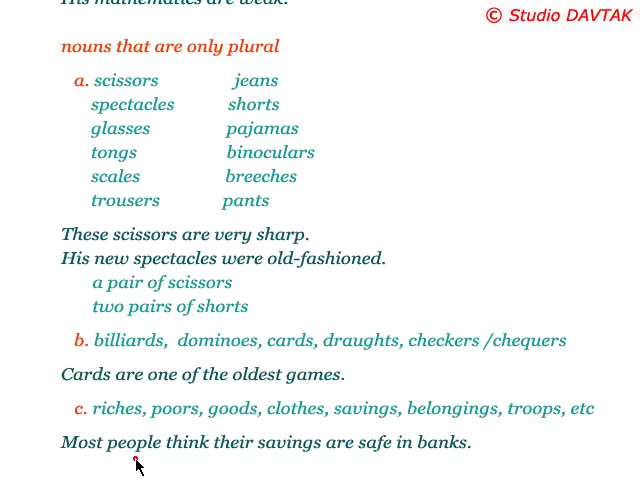 His mathematics are weak.
© Studio DAVTAK
nouns that are only plural
a. scissors jeans
spectacles shorts
glasses pajamas
tongs binoculars
scales breeches
trousers pants
These scissors are very sharp.
His new spectacles were old-fashioned.
a pair of scissors
two pairs of shorts
b. billiards, dominoes, cards, draughts, checkers /chequers
Cards are one of the oldest games.
c. riches, poors, goods, clothes, savings, belongings, troops, etc
Most people think their savings are safe in banks.